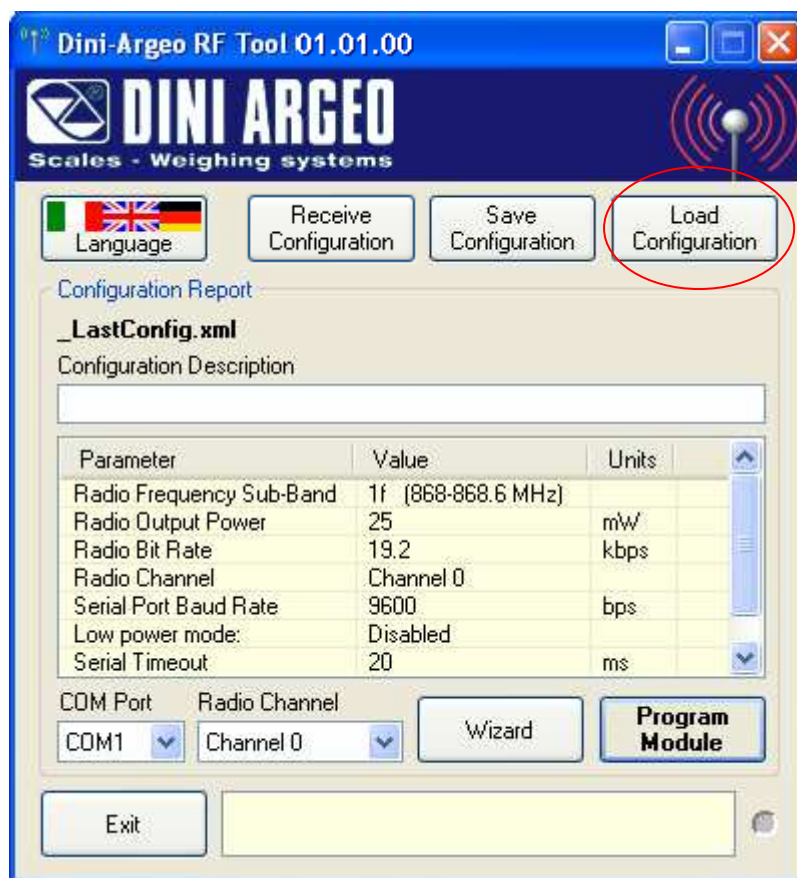 Dini-Argeo RF Tool 01.01.00
DINI ARGEO
Scales - Weighing systems
Language
Receive Configuration
Save Configuration
Load Configuration
Configuration Report
_LastConfig.xml
Configuration Description
Parameter Value Units
Radio Frequency Sub-Band 1f (868-868.6 MHz)
Radio Output Power 25 mW
Radio Bit Rate 19.2 kbps
Radio Channel Channel 0
Serial Port Baud Rate 9600 bps
Low power mode: Disabled
Serial Timeout 20 ms
COM Port Radio Channel
COM1 Channel 0
Wizard
Program Module
Exit